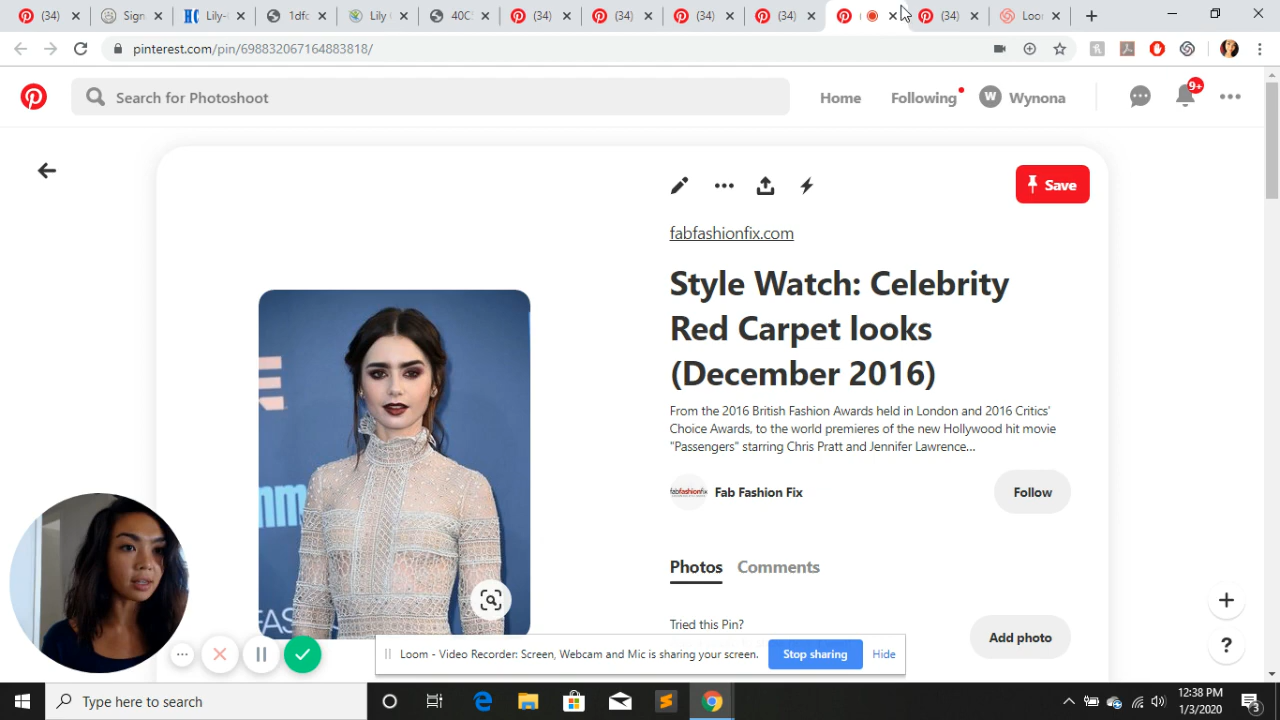 (34) Sign Lily- 1dfc Lily 40C (34) (34) (34) (34) (34) Loom
pinterest.com/pin/698832067164883818/
Search for Photoshoot
Home Following W Wynona 9+
Save
fabfashionfix.com
Style Watch: Celebrity
Red Carpet looks
(December 2016)
From the 2016 British Fashion Awards held in London and 2016 Critics'
Choice Awards, to the world premieres of the new Hollywood hit movie
"Passengers" starring Chris Pratt and Jennifer Lawrence...
fabfashionfix Fab Fashion Fix Follow
Photos Comments
Tried this Pin?
Add photo
Loom - Video Recorder: Screen, Webcam and Mic is sharing your screen. Stop sharing Hide
Type here to search
12:38 PM
1/3/2020
3